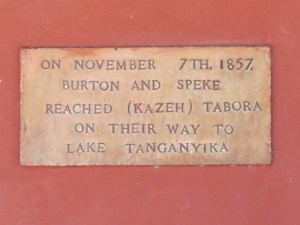 ON NOVEMBER 7TH, 1857,
BURTON AND SPEKE
REACHED (KAZEH) TABORA
ON THEIR WAY TO
LAKE TANGANYIKA